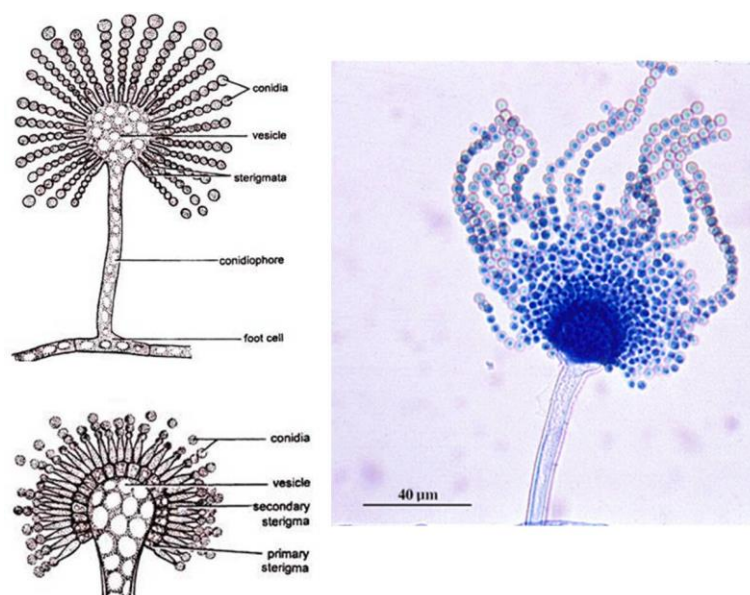 conidia
vesicle
sterigmata
conidiophore
foot cell
conidia
vesicle
secondary
sterigma
primary
sterigma
40 µm